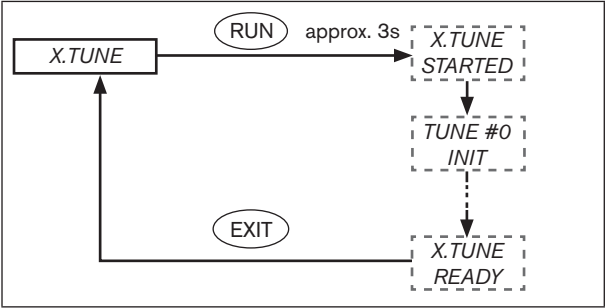 RUN approx. 3s
X.TUNE
X.TUNE
STARTED
TUNE #0
INIT
EXIT
X.TUNE
READY